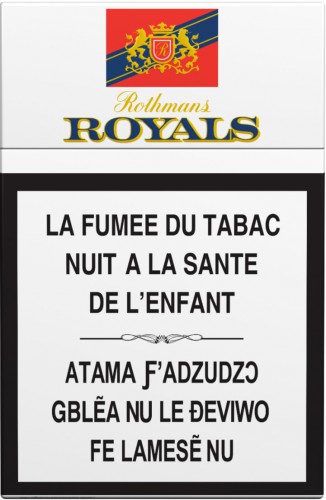 R
Rothmans
ROYALS
LA FUMEE DU TABAC
NUIT A LA SANTE
DE L'ENFANT
ATAMA Ƒ'ADZUDZƆ
GBLẼA NU LE ƉEVIWO
FE LAMESẼ NU